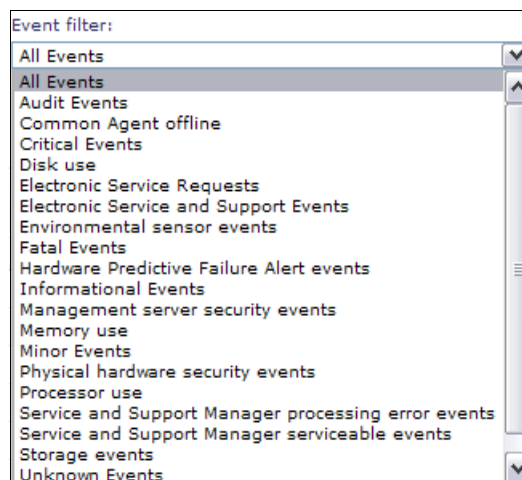 Event filter:
All Events
All Events
Audit Events
Common Agent offline
Critical Events
Disk use
Electronic Service Requests
Electronic Service and Support Events
Environmental sensor events
Fatal Events
Hardware Predictive Failure Alert events
Informational Events
Management server security events
Memory use
Minor Events
Physical hardware security events
Processor use
Service and Support Manager processing error events
Service and Support Manager serviceable events
Storage events
Unknown Events